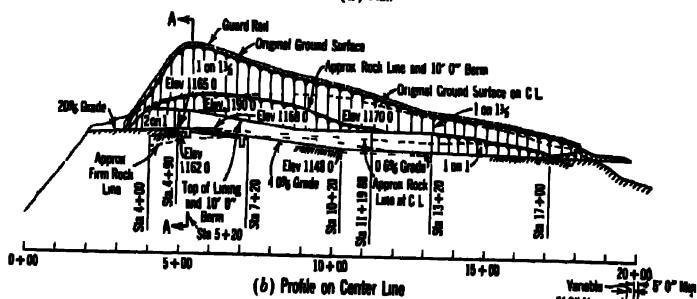 A
Guard Rail
Original Ground Surface
1 on 1½
Approx Rock Line and 10' 0" Berm
Original Ground Surface on C L
Elev 1165 0
Elev 1190 0
Elev 1168 0
Elev 1170 0
1 on 1½
20% Grade
2 on 1
Approx
Firm Rock
Line
Elev
1162 0
Top of Lining
and 10' 0"
Berm
Sta 5+20
4 0% Grade
Elev 1148 0
0 6% Grade
1 on 1
Approx Rock
Line at C L
Sta 4+00
Sta 4+90
Sta 7+20
Sta 10+20
Sta 11+19.88
Sta 13+20
Sta 17+00
A
0+00
5+00
10+00
15+00
20+00
(b) Profile on Center Line
Variable
5' 0"